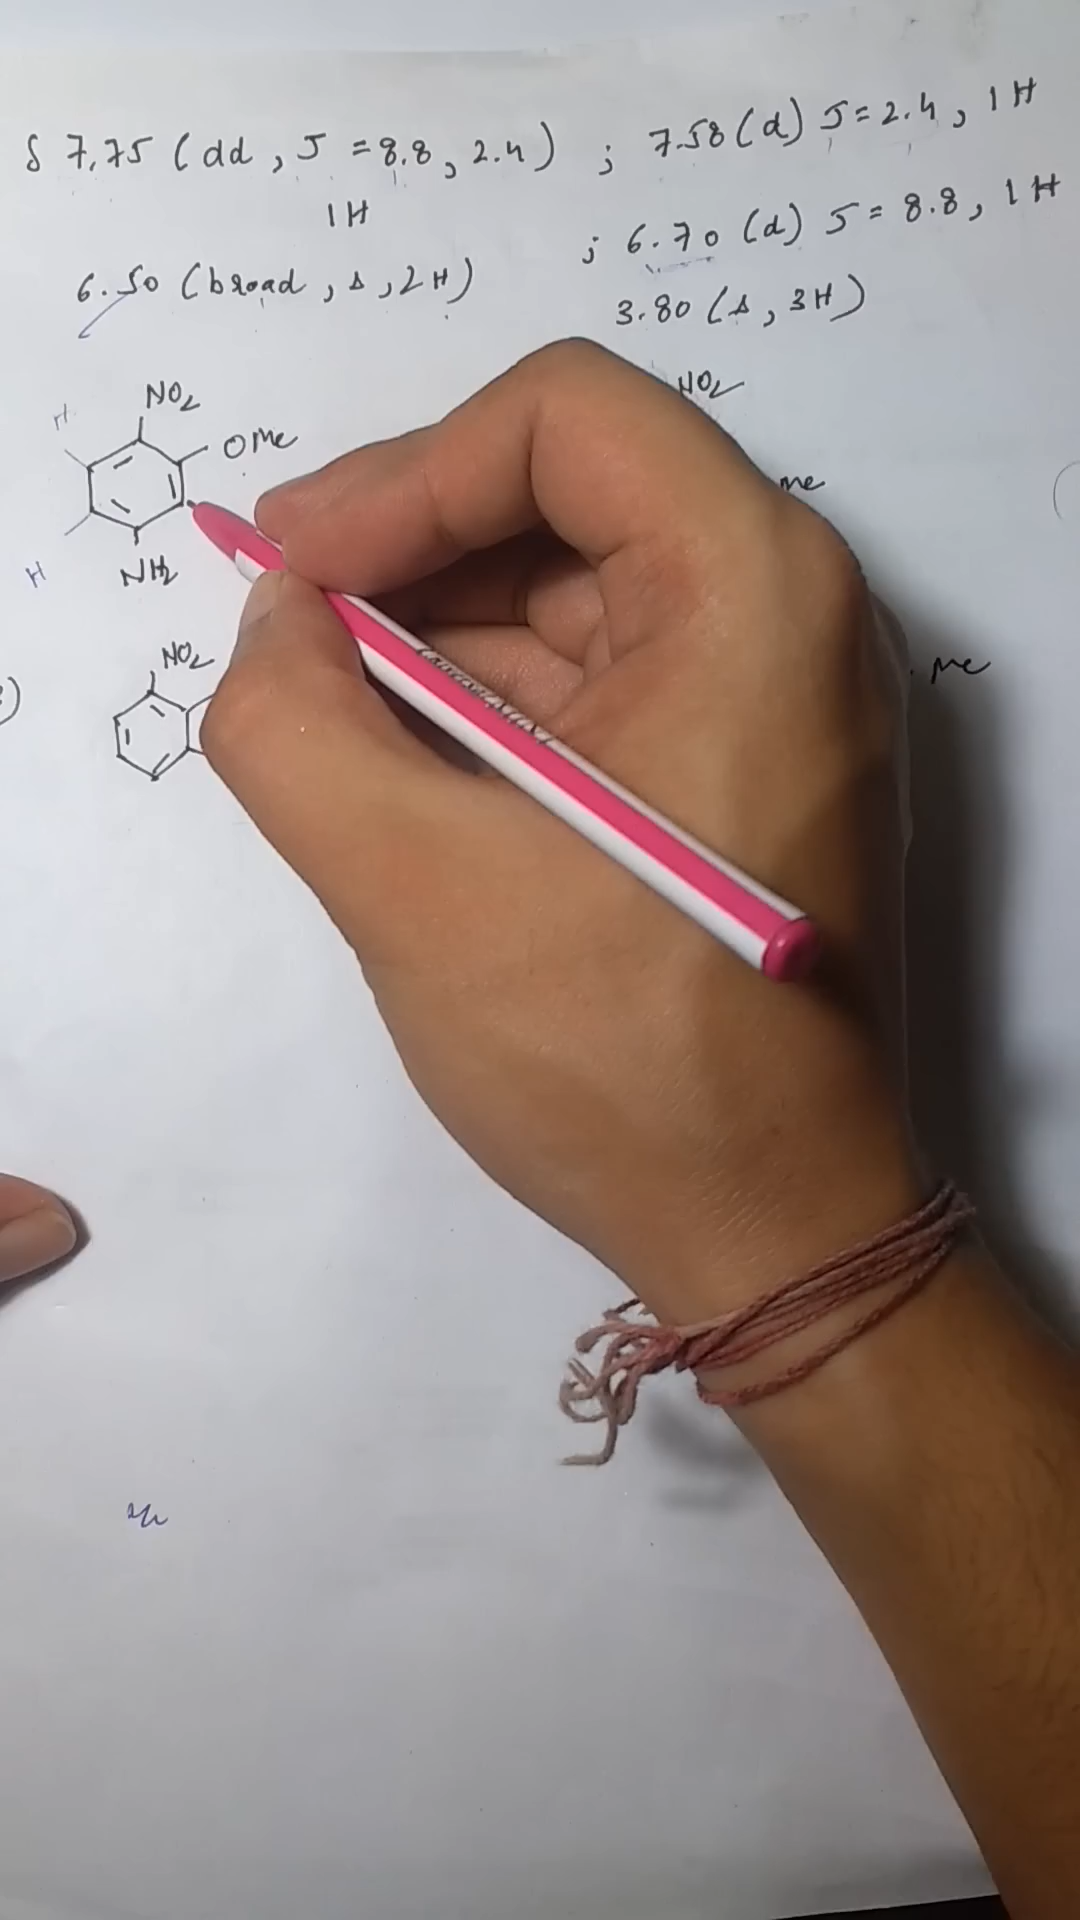 δ 7.75 (dd, J = 8.8, 2.4) ; 7.58 (d) J = 2.4, 1H
1H
; 6.70 (d) J = 8.8, 1H
6.50 (broad, s, 2H)
3.80 (s, 3H)
NO2
NO2
H
OMe
me
H
NH2
NO2
me